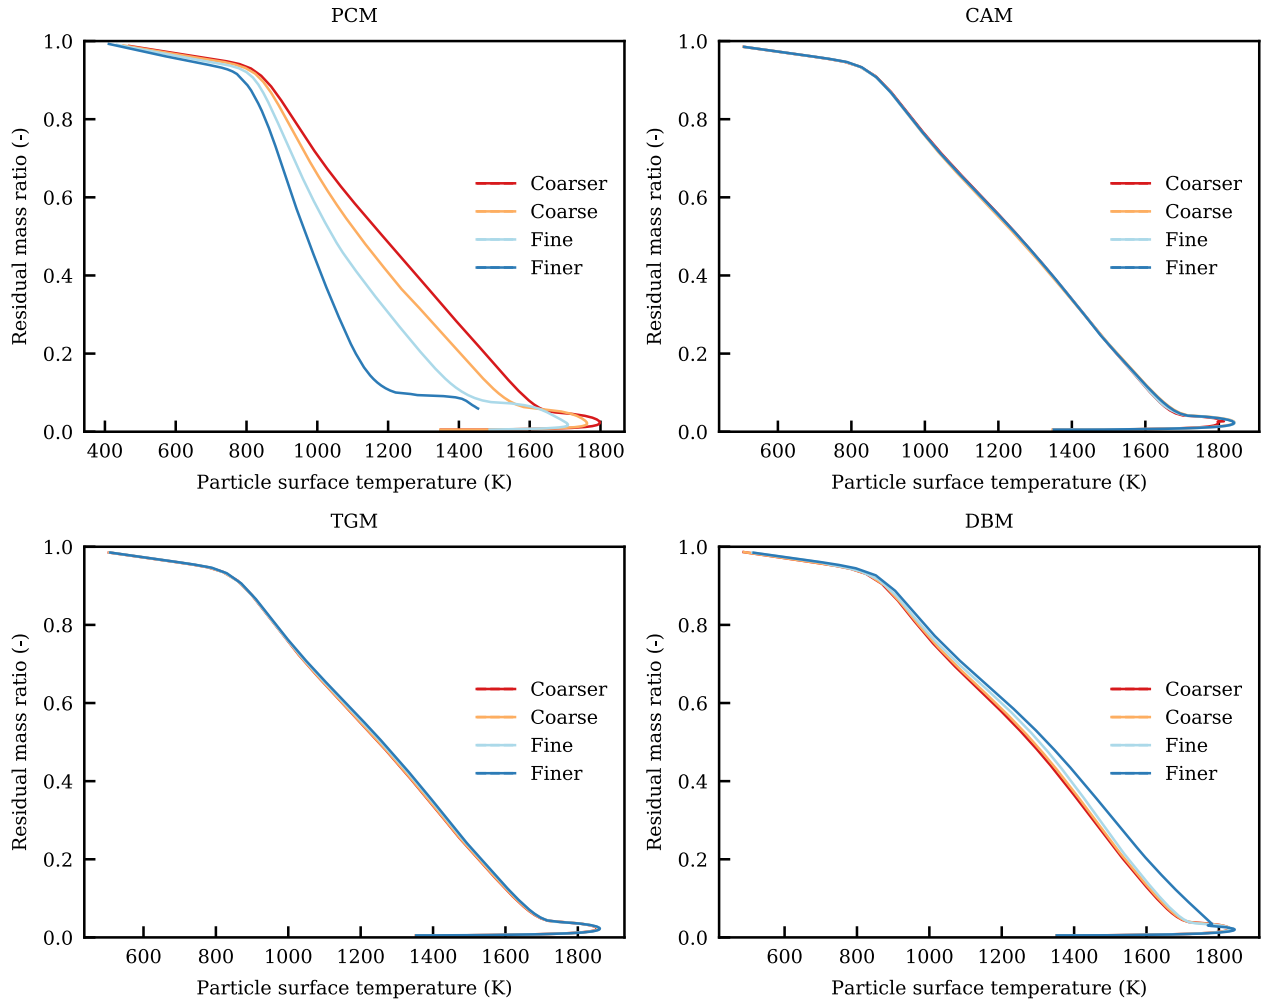 PCM
1.0
0.8
0.6
0.4
0.2
0.0
Residual mass ratio (-)
400 600 800 1000 1200 1400 1600 1800
Particle surface temperature (K)
Coarser
Coarse
Fine
Finer
CAM
1.0
0.8
0.6
0.4
0.2
0.0
Residual mass ratio (-)
600 800 1000 1200 1400 1600 1800
Particle surface temperature (K)
Coarser
Coarse
Fine
Finer
TGM
1.0
0.8
0.6
0.4
0.2
0.0
Residual mass ratio (-)
600 800 1000 1200 1400 1600 1800
Particle surface temperature (K)
Coarser
Coarse
Fine
Finer
DBM
1.0
0.8
0.6
0.4
0.2
0.0
Residual mass ratio (-)
600 800 1000 1200 1400 1600 1800
Particle surface temperature (K)
Coarser
Coarse
Fine
Finer